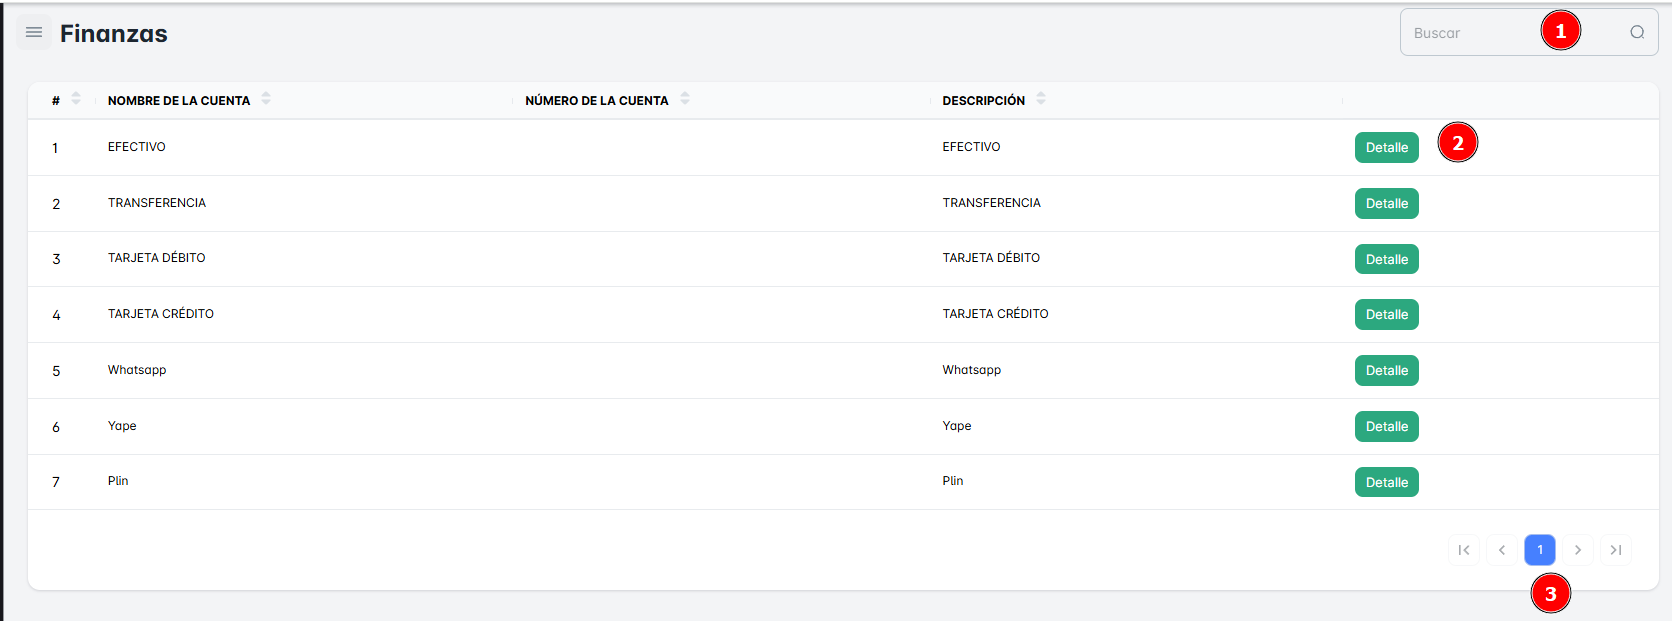 Finanzas
Buscar 1
# NOMBRE DE LA CUENTA NÚMERO DE LA CUENTA DESCRIPCIÓN
1 EFECTIVO EFECTIVO Detalle 2
2 TRANSFERENCIA TRANSFERENCIA Detalle
3 TARJETA DÉBITO TARJETA DÉBITO Detalle
4 TARJETA CRÉDITO TARJETA CRÉDITO Detalle
5 Whatsapp Whatsapp Detalle
6 Yape Yape Detalle
7 Plin Plin Detalle
1
3